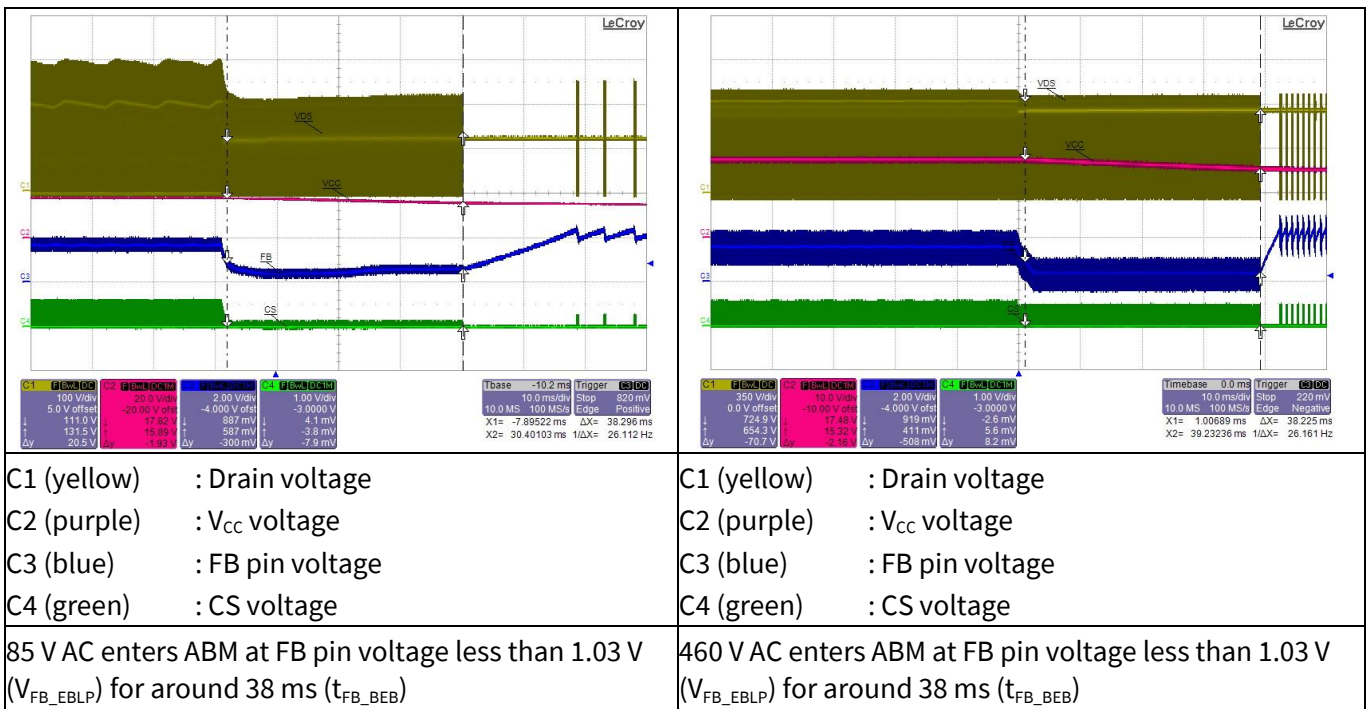 LeCroy
VDS
VCC
FB
CS
C1
C2
C3
C4
C1 F BwL DC
100 V/div
5.0 V offset
↓ 111.0 V
↑ 131.5 V
Δy 20.5 V
C2 F BwL DC1M
20.0 V/div
-20.00 V ofst
↓ 17.82 V
↑ 15.89 V
Δy -1.93 V
2.00 V/div
-4.000 V ofst
↓ 887 mV
↑ 587 mV
Δy -300 mV
C4 F BwL DC1M
1.00 V/div
-3.0000 V
↓ 4.1 mV
↑ -3.8 mV
Δy -7.9 mV
Tbase -10.2 ms
10.0 ms/div
10.0 MS 100 MS/s
Trigger C3 DC
Stop 820 mV
Edge Positive
X1= -7.89522 ms ΔX= 38.296 ms
X2= 30.40103 ms 1/ΔX= 26.112 Hz
LeCroy
VDS
VCC
CS
C1
C2
C3
C4
C1 F BwL DC
350 V/div
0.0 V offset
↓ 724.9 V
↑ 654.3 V
Δy -70.7 V
C2 F BwL DC1M
10.0 V/div
-10.00 V ofst
↓ 17.48 V
↑ 15.32 V
Δy -2.16 V
2.00 V/div
-4.000 V ofst
↓ 919 mV
↑ 411 mV
Δy -508 mV
C4 F BwL DC1M
1.00 V/div
-3.0000 V
↓ -2.6 mV
↑ 5.6 mV
Δy 8.2 mV
Timebase 0.0 ms
10.0 ms/div
10.0 MS 100 MS/s
Trigger C3 DC
Stop 220 mV
Edge Negative
X1= 1.00689 ms ΔX= 38.225 ms
X2= 39.23236 ms 1/ΔX= 26.161 Hz
C1 (yellow) : Drain voltage
C2 (purple) : VCC voltage
C3 (blue) : FB pin voltage
C4 (green) : CS voltage
C1 (yellow) : Drain voltage
C2 (purple) : VCC voltage
C3 (blue) : FB pin voltage
C4 (green) : CS voltage
85 V AC enters ABM at FB pin voltage less than 1.03 V
(VFB_EBLP) for around 38 ms (tFB_BEB)
460 V AC enters ABM at FB pin voltage less than 1.03 V
(VFB_EBLP) for around 38 ms (tFB_BEB)